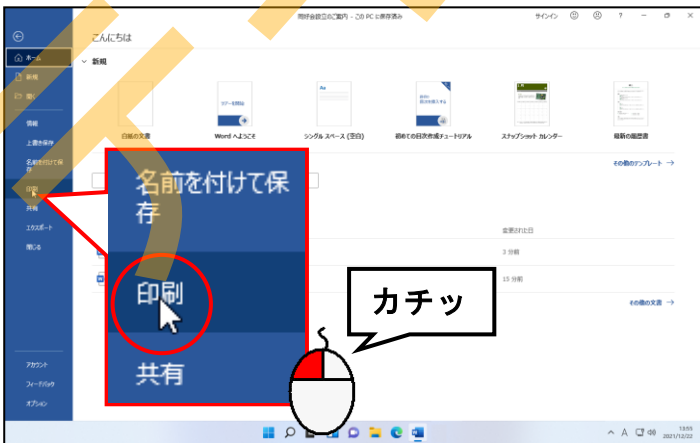 同好会設立のご案内 - この PC に保存済み
サインイン
?
こんにちは
ホーム
新規
新規
開く
白紙の文書
Word へようこそ
シングル スペース (空白)
初めての目次作成チュートリアル
スナップショット カレンダー
最新の履歴書
情報
上書き保存
名前を付けて保
存
その他のテンプレート →
印刷
共有
エクスポート
閉じる
変更された日
3 分前
15 分前
その他の文書 →
名前を付けて保
存
印刷
共有
カチッ
アカウント
フィードバック
オプション
A
13:55
2021/12/22